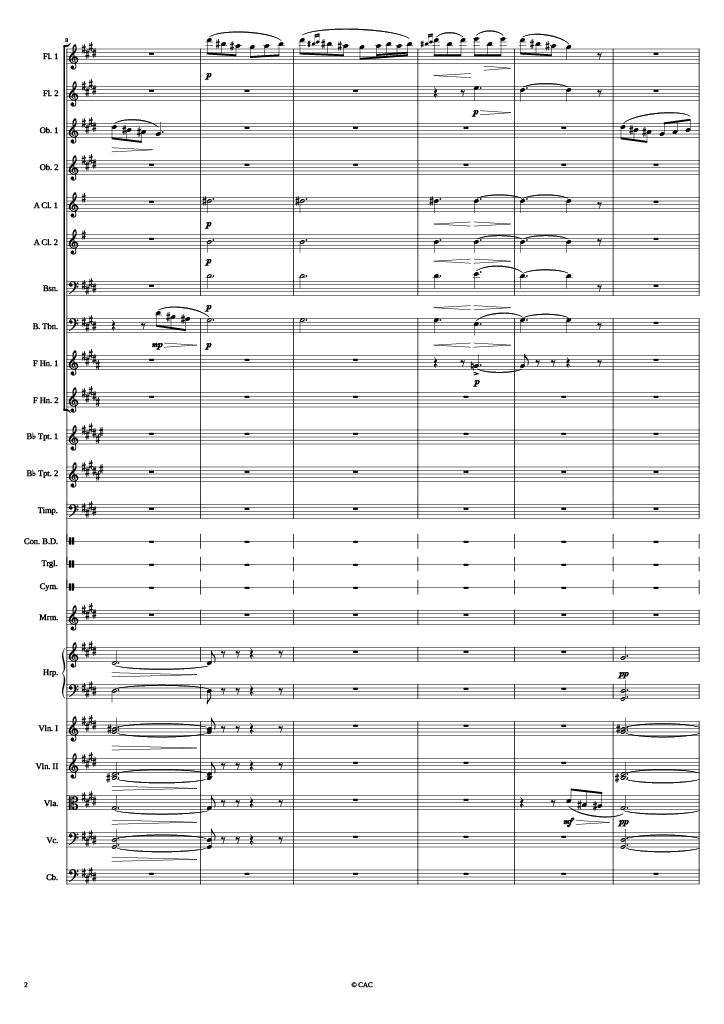 8
Fl. 1
p
Fl. 2
p
Ob. 1
Ob. 2
A Cl. 1
p
A Cl. 2
p
Bsn.
p
B. Tbn.
mp p
F Hn. 1
p
F Hn. 2
B♭ Tpt. 1
B♭ Tpt. 2
Timp.
Con. B.D.
Trgl.
Cym.
Mrm.
Hrp.
pp
Vln. I
Vln. II
Vla.
mf pp
Vc.
Cb.
2 © CAC